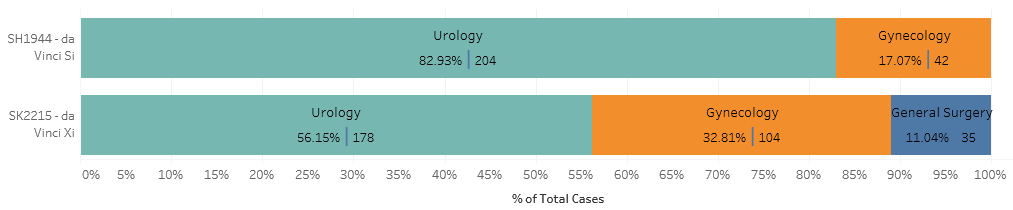 SH1944 - da
Vinci Si
Urology
82.93% | 204
Gynecology
17.07% | 42
SK2215 - da
Vinci Xi
Urology
56.15% | 178
Gynecology
32.81% | 104
General Surgery
11.04% 35
0% 5% 10% 15% 20% 25% 30% 35% 40% 45% 50% 55% 60% 65% 70% 75% 80% 85% 90% 95% 100%
% of Total Cases